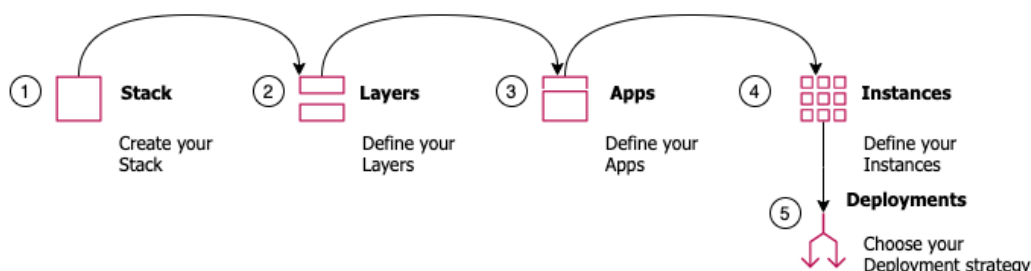 1
Stack
Create your
Stack
2
Layers
Define your
Layers
3
Apps
Define your
Apps
4
Instances
Define your
Instances
5
Deployments
Choose your
Deployment strategy